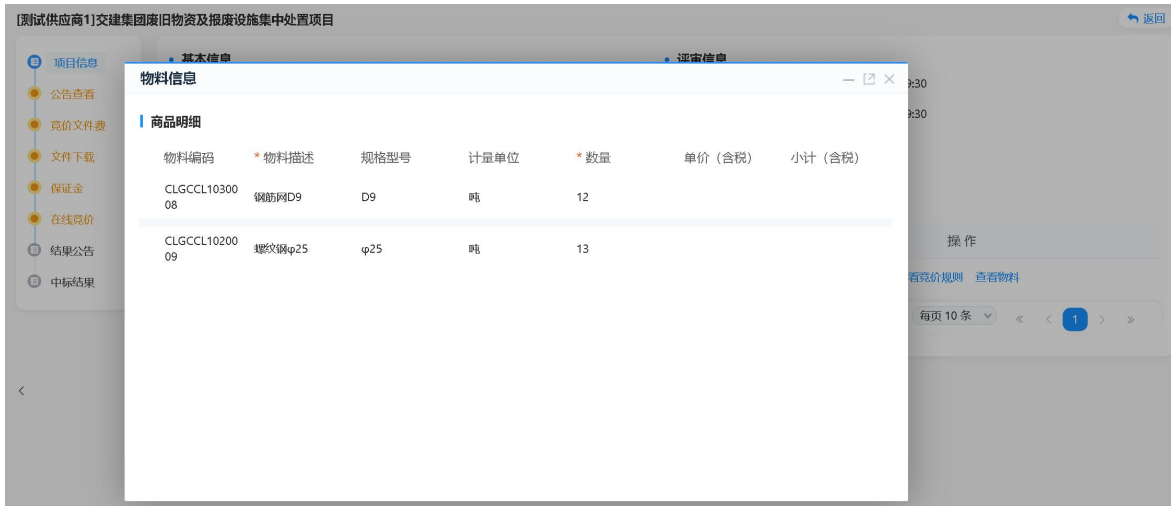 [测试供应商1]交建集团废旧物资及报废设施集中处置项目
返回
项目信息
公告查看
竞价文件费
文件下载
保证金
在线竞价
结果公告
中标结果
基本信息
评审信息
9:30
9:30
物料信息
商品明细
物料编码 * 物料描述 规格型号 计量单位 * 数量 单价（含税） 小计（含税）
CLGCCL10300
08 钢筋网D9 D9 吨 12
CLGCCL10200
09 螺纹钢φ25 φ25 吨 13
操作
看竞价规则 查看物料
每页 10 条 « < 1 > »